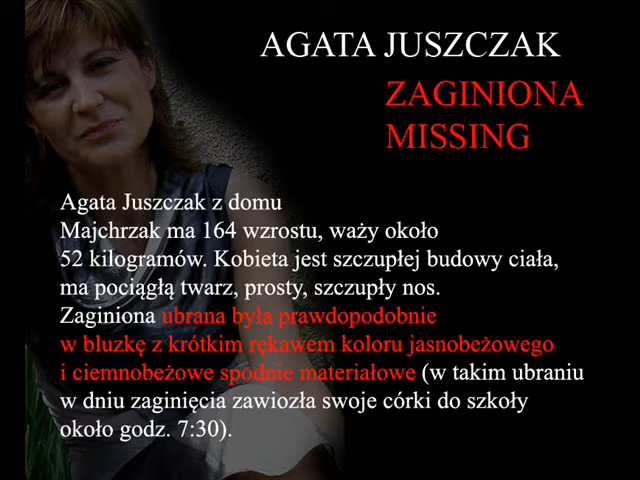 AGATA JUSZCZAK
ZAGINIONA
MISSING
Agata Juszczak z domu
Majchrzak ma 164 wzrostu, waży około
52 kilogramów. Kobieta jest szczupłej budowy ciała,
ma pociągłą twarz, prosty, szczupły nos.
Zaginiona ubrana była prawdopodobnie
w bluzkę z krótkim rękawem koloru jasnobeżowego
i ciemnobeżowe spodnie materiałowe (w takim ubraniu
w dniu zaginięcia zawiozła swoje córki do szkoły
około godz. 7:30).